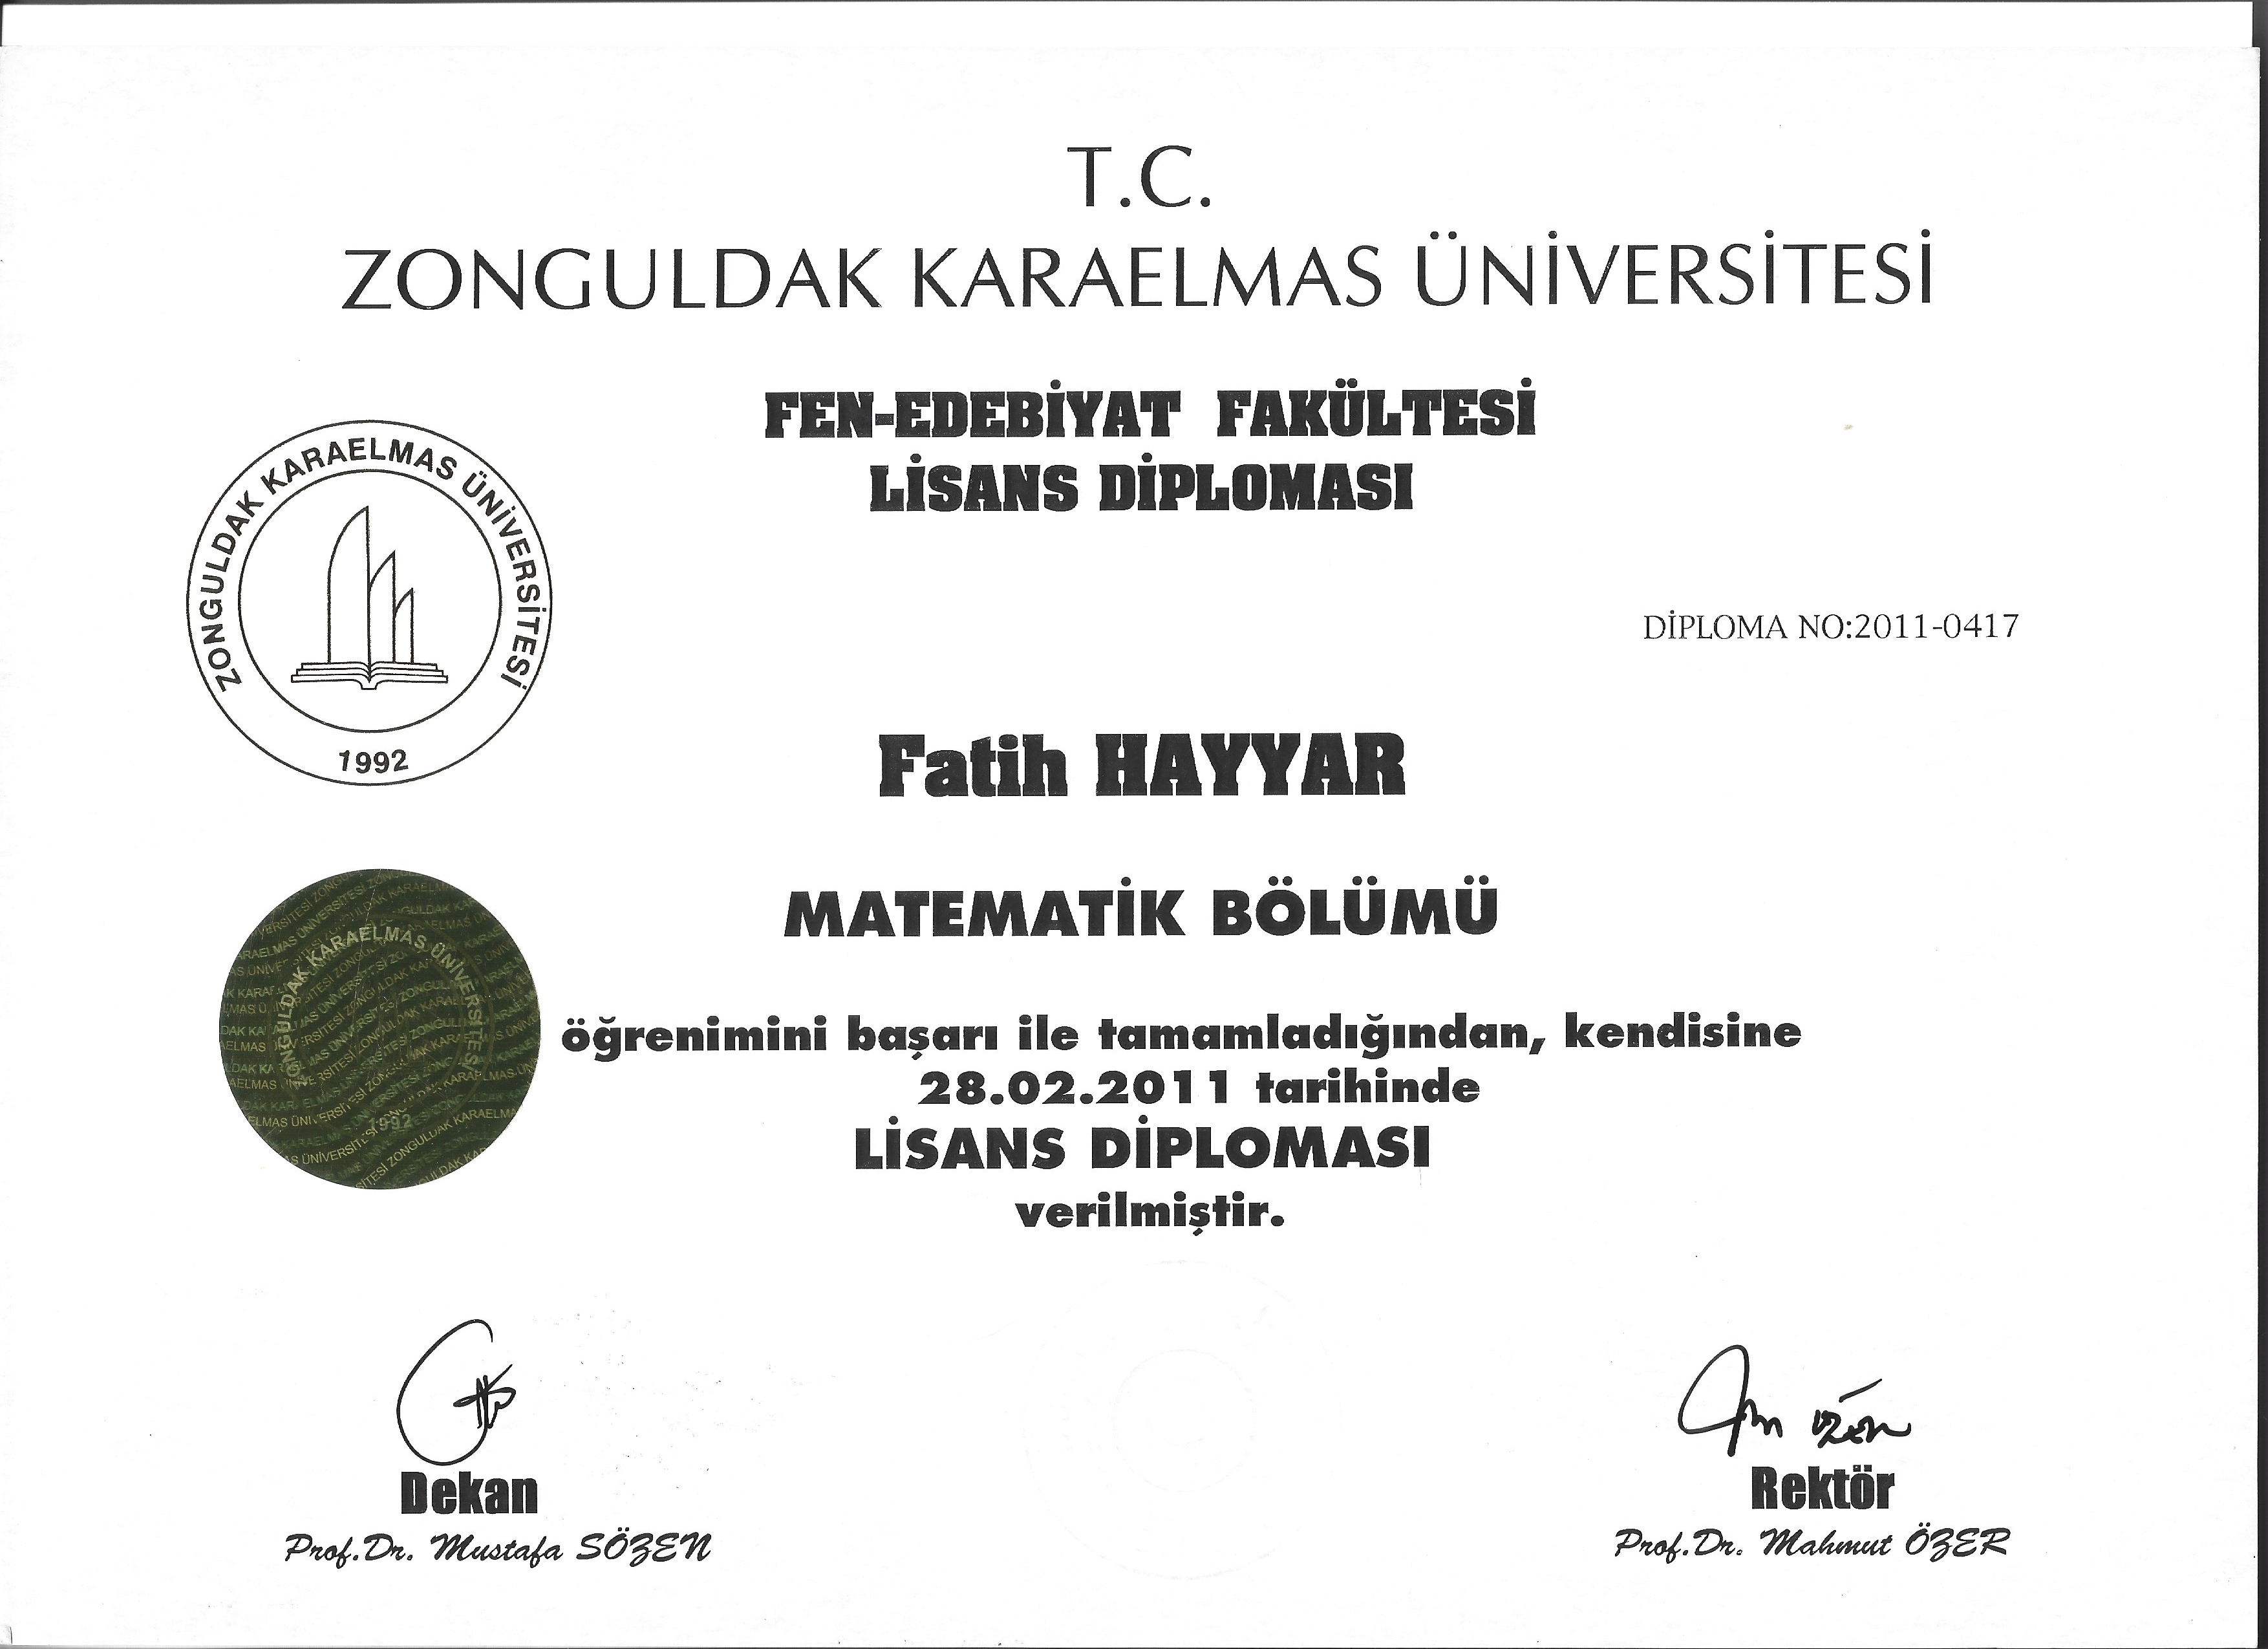 T.C.
ZONGULDAK KARAELMAS ÜNİVERSİTESİ
FEN-EDEBİYAT FAKÜLTESİ
LİSANS DİPLOMASI
ZONGULDAK KARAELMAS ÜNİVERSİTESİ
1992
DİPLOMA NO:2011-0417
Fatih HAYYAR
MATEMATİK BÖLÜMÜ
ZONGULDAK KARAELMAS ÜNİVERSİTESİ
1992
öğrenimini başarı ile tamamladığından, kendisine
28.02.2011 tarihinde
LİSANS DİPLOMASI
verilmiştir.
Dekan
Prof.Dr. Mustafa SÖZEN
Rektör
Prof.Dr. Mahmut ÖZER